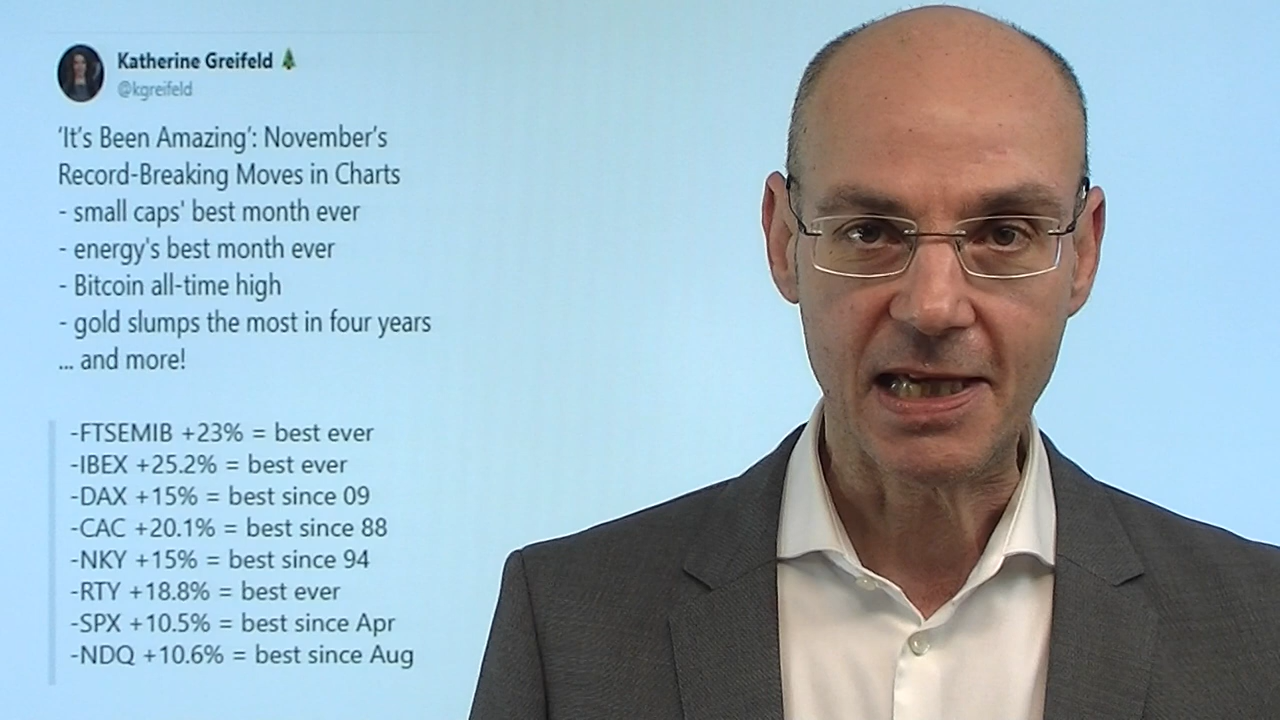 Katherine Greifeld
@kgreifeld
‘It’s Been Amazing’: November’s
Record-Breaking Moves in Charts
- small caps' best month ever
- energy's best month ever
- Bitcoin all-time high
- gold slumps the most in four years
... and more!
-FTSEMIB +23% = best ever
-IBEX +25.2% = best ever
-DAX +15% = best since 09
-CAC +20.1% = best since 88
-NKY +15% = best since 94
-RTY +18.8% = best ever
-SPX +10.5% = best since Apr
-NDQ +10.6% = best since Aug